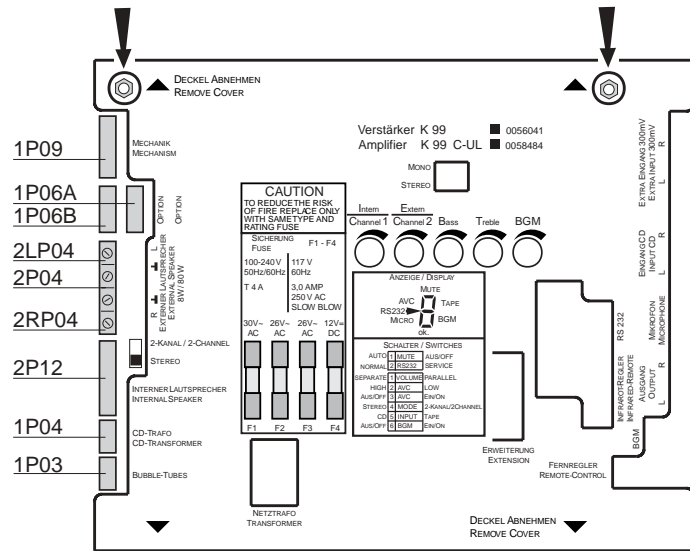 DECKEL ABNEHMEN
REMOVE COVER
1P09
MECHANIK
MECHANISM
1P06A
1P06B
OPTION
OPTION
2LP04
2P04
2RP04
L
R
EXTERNER LAUTSPRECHER
EXTERNAL SPEAKER
8W/80W
2-KANAL / 2-CHANNEL
STEREO
2P12
INTERNER LAUTSPRECHER
INTERNAL SPEAKER
1P04
CD-TRAFO
CD-TRANSFORMER
1P03
BUBBLE-TUBES
Verstärker K 99 0056041
Amplifier K 99 C-UL 0058484
MONO
STEREO
CAUTION
TO REDUCE THE RISK
OF FIRE REPLACE ONLY
WITH SAMETYPE AND
RATING FUSE
SICHERUNG
FUSE F1 - F4
100-240V 117 V
50Hz/60Hz 60Hz
T 4 A 3,0 AMP
250 V AC
SLOW BLOW
30V~ 26V~ 26V~ 12V=
AC AC AC DC
F1 F2 F3 F4
NETZTRAFO
TRANSFORMER
Intern Extern
Channel 1 Channel 2 Bass Treble BGM
ANZEIGE / DISPLAY
MUTE
AVC TAPE
RS232
MICRO BGM
ok.
SCHALTER / SWITCHES
AUTO 1 MUTE AUS/OFF
NORMAL 2 RS232 SERVICE
SEPARATE 1 VOLUME PARALLEL
HIGH 2 AVC LOW
AUS/OFF 3 AVC EIN/ON
STEREO 4 MODE 2-KANAL/2CHANNEL
CD 5 INPUT TAPE
AUS/OFF 6 BGM EIN/ON
ERWEITERUNG
EXTENSION
EXTRA EINGANG 300mV
EXTRA INPUT 300mV
R
L
EINGANG CD
INPUT CD
R
L
RS 232
MIKROFON
MICROPHONE
INFRAROT-REGLER
INFRARED-REMOTE
AUSGANG
OUTPUT
R
L
BGM
FERNREGLER
REMOTE-CONTROL
DECKEL ABNEHMEN
REMOVE COVER